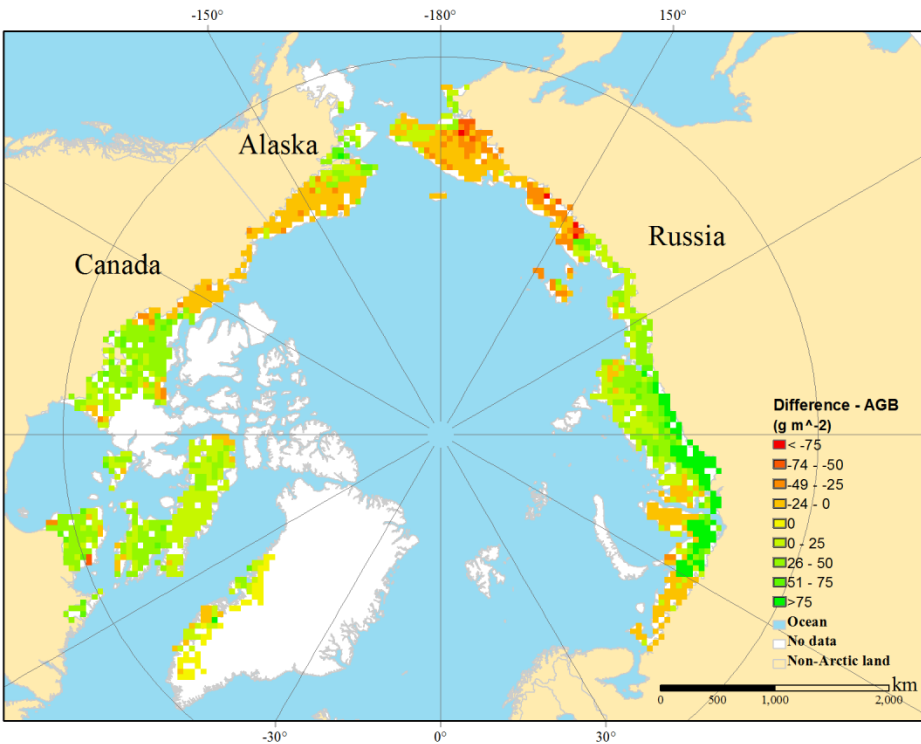 -150°
-180°
150°
Alaska
Russia
Canada
Difference - AGB
(g m^-2)
< -75
-74 - -50
-49 - -25
-24 - 0
0
0 - 25
26 - 50
51 - 75
>75
Ocean
No data
Non-Arctic land
km
0 500 1,000 2,000
-30°
0°
30°